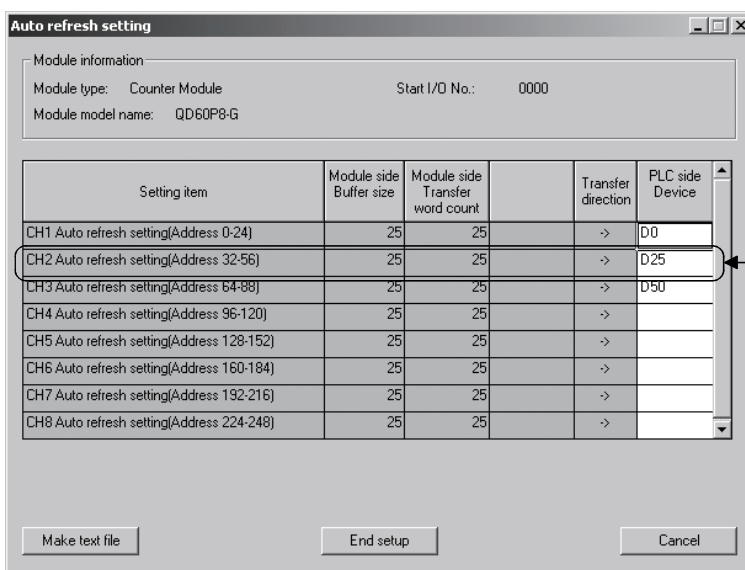 Auto refresh setting
Module information
Module type: Counter Module Start I/O No.: 0000
Module model name: QD60P8-G
Setting item Module side Buffer size Module side Transfer word count Transfer direction PLC side Device
CH1 Auto refresh setting(Address 0-24) 25 25 -> D0
CH2 Auto refresh setting(Address 32-56) 25 25 -> D25
CH3 Auto refresh setting(Address 64-88) 25 25 -> D50
CH4 Auto refresh setting(Address 96-120) 25 25 ->
CH5 Auto refresh setting(Address 128-152) 25 25 ->
CH6 Auto refresh setting(Address 160-184) 25 25 ->
CH7 Auto refresh setting(Address 192-216) 25 25 ->
CH8 Auto refresh setting(Address 224-248) 25 25 ->
Make text file End setup Cancel